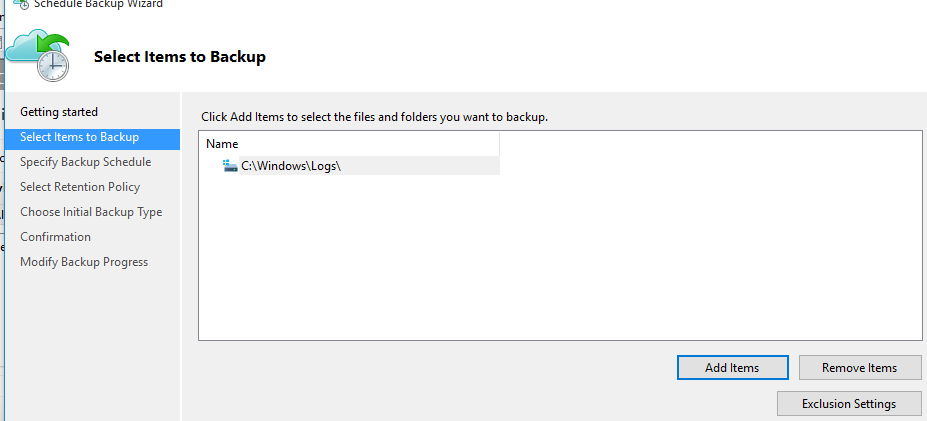 Schedule Backup Wizard
Select Items to Backup
Getting started
Select Items to Backup
Specify Backup Schedule
Select Retention Policy
Choose Initial Backup Type
Confirmation
Modify Backup Progress
Click Add Items to select the files and folders you want to backup.
Name
C:\Windows\Logs\
Add Items
Remove Items
Exclusion Settings